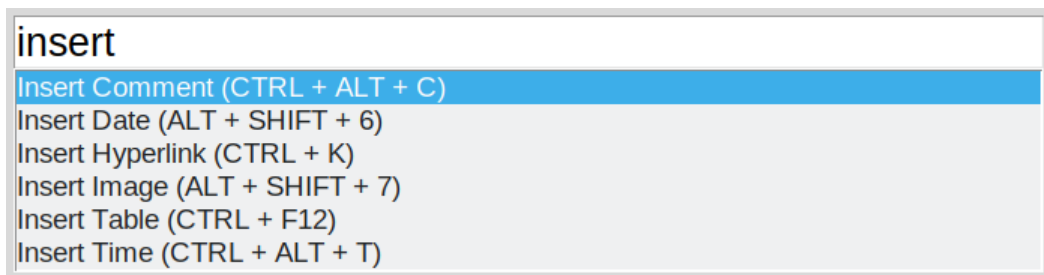 insert
Insert Comment (CTRL + ALT + C)
Insert Date (ALT + SHIFT + 6)
Insert Hyperlink (CTRL + K)
Insert Image (ALT + SHIFT + 7)
Insert Table (CTRL + F12)
Insert Time (CTRL + ALT + T)